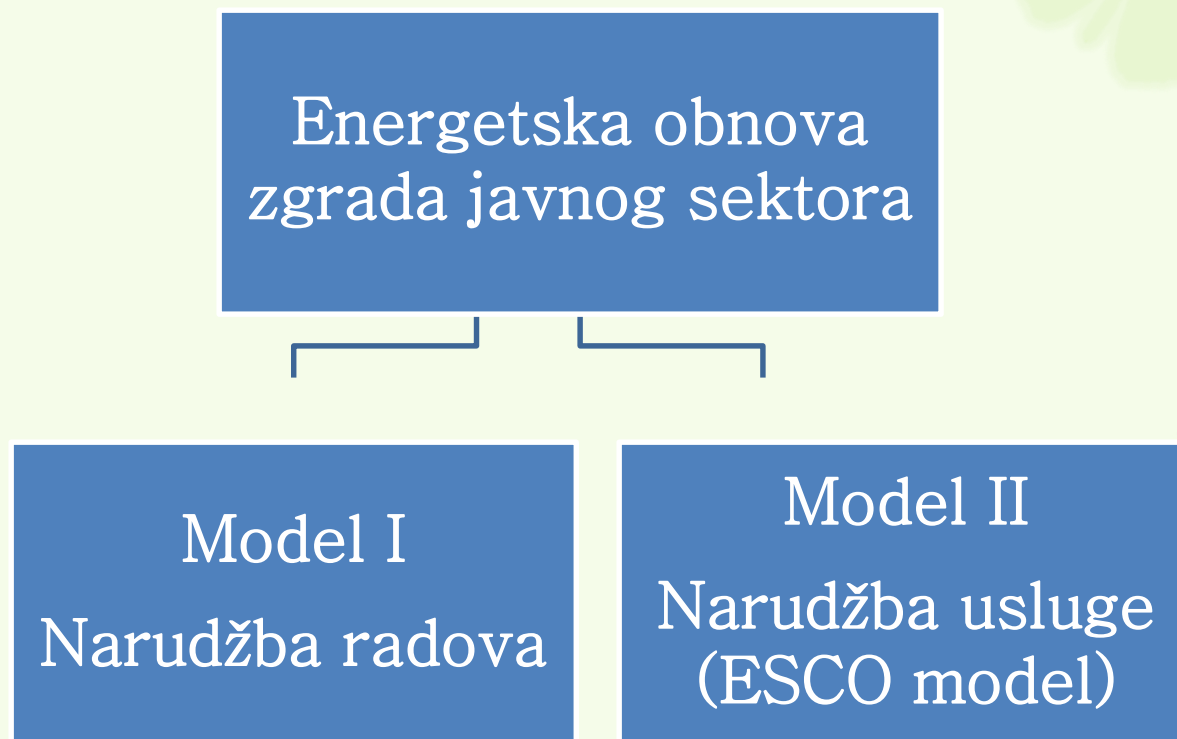 Energetska obnova
zgrada javnog sektora
Model I
Narudžba radova
Model II
Narudžba usluge
(ESCO model)